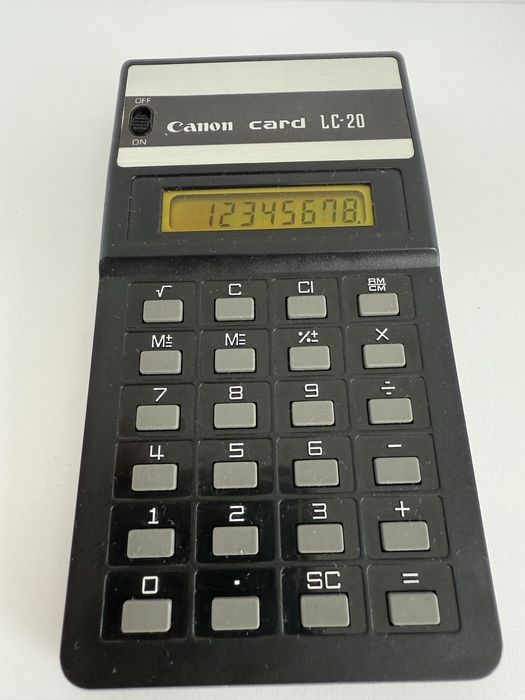 OFF
ON
Canon card LC-20
12345678.
√ C CI RM
CM
M± M= %± ×
7 8 9 ÷
4 5 6 -
1 2 3 +
0 . SC =